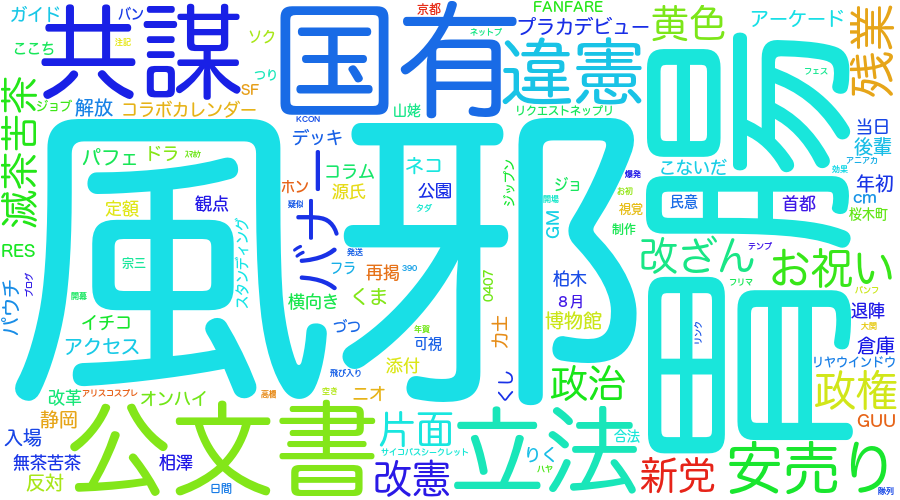 ガイド
バン
共謀
ソク
京都
FANFARE
国有
ネットプ
プラカデビュー
黄色
アーケード
残業
ここち
注記
つり
違憲
SF
フェス
滅茶苦茶
ジョブ
解放
コラボカレンダー
KCON
山姥
リクエストネップリ
風邪
デッキ
当日
後輩
パフェ
ドラ
コラム
ネコ
ジップン
爆発
こないだ
アニアカ
効果
ホン
源氏
公園
ジョ
お初
年初
定額
観点
疑似
バナー
タダ
開場
視覚
民意
首都
cm
桜木町
GM
制作
RES
宗三
スタンディング
発送
改ざん
テンプ
フラ
再掲
390
柏木
お祝い
ブログ
パウチ
開幕
横向き
くま
0407
8月
フリマ
パンフ
退陣
イチコ
づつ
年賀
力士
博物館
リンク
大関
アクセス
可視
倉庫
飛び入り
添付
リヤウインドウ
改革
アリスコスプレ
オンハイ
高橋
空き
ニオ
くし
政治
政権
静岡
公文書
片面
立法
GUU
入場
合法
サイコパスシークレット
りく
安売り
無茶苦茶
相澤
ハヤ
反対
日間
改憲
新党
隊列